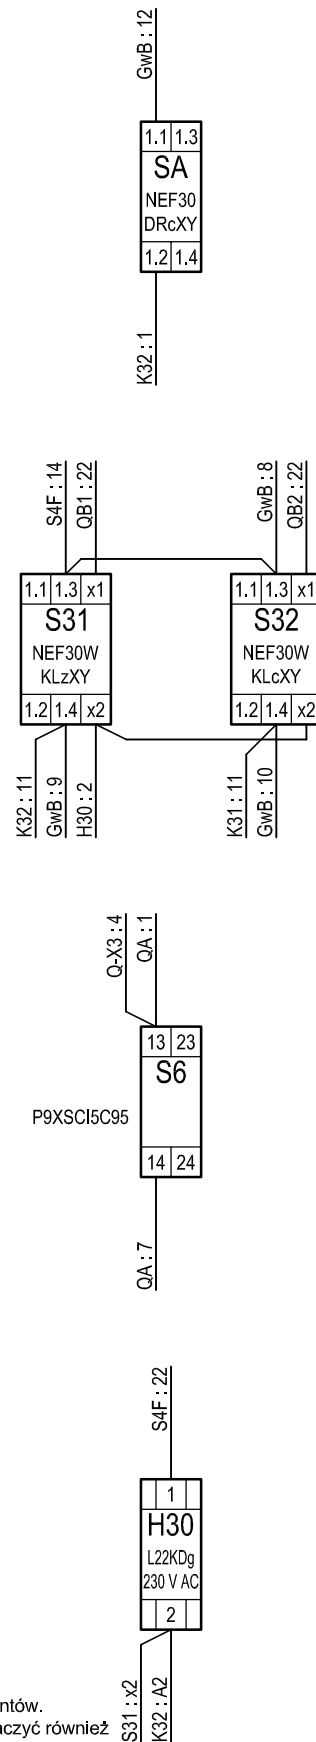 GwB : 12
1.1 1.3
SA
NEF30
DRcXY
1.2 1.4
K32 : 1
S4F : 14
QB1 : 22
GwB : 8
QB2 : 22
1.1 1.3 x1
S31
NEF30W
KLzXY
1.2 1.4 x2
1.1 1.3 x1
S32
NEF30W
KLcXY
1.2 1.4 x2
K32 : 11
GwB : 9
H30 : 2
K31 : 11
GwB : 10
Q-X3 : 4
QA : 1
13 23
S6
P9XSCI5C95
14 24
QA : 7
S4F : 22
1
H30
L22KDg
230 V AC
2
S31 : x2
K32 : A2
ntów.
aczyć również